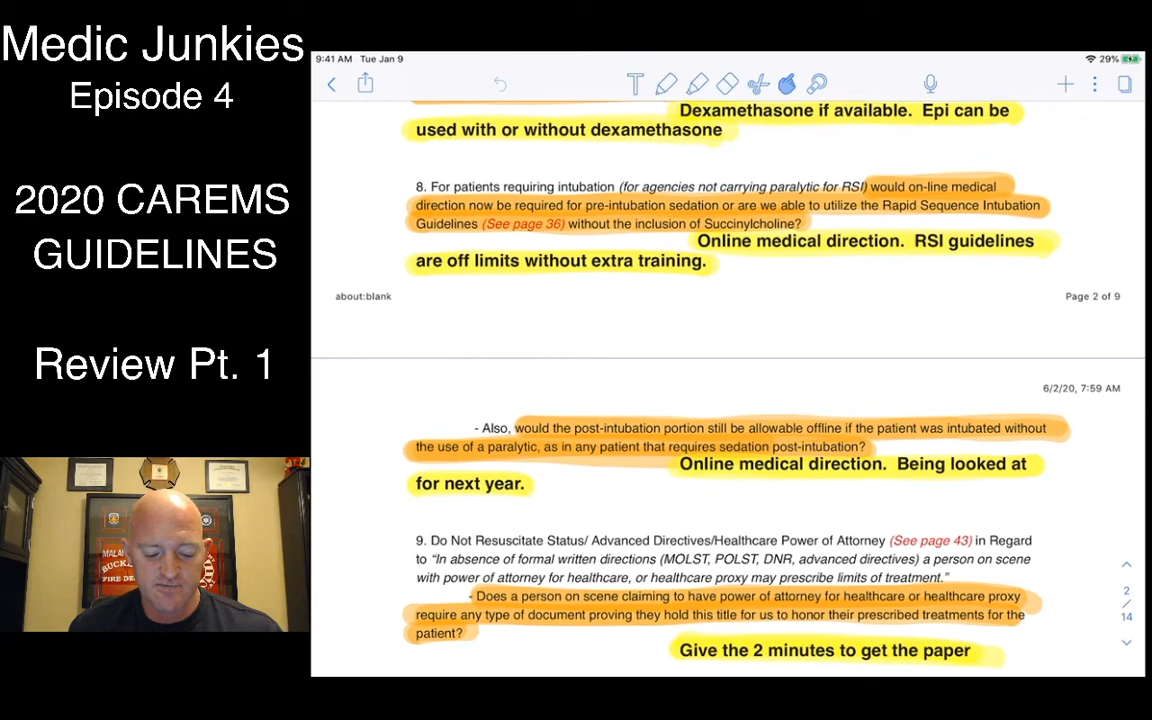 Medic Junkies
Episode 4
2020 CAREMS
GUIDELINES
Review Pt. 1
9:41 AM Tue Jan 9
29%
Dexamethasone if available. Epi can be
used with or without dexamethasone
8. For patients requiring intubation (for agencies not carrying paralytic for RSI) would on-line medical
direction now be required for pre-intubation sedation or are we able to utilize the Rapid Sequence Intubation
Guidelines (See page 36) without the inclusion of Succinylcholine?
Online medical direction. RSI guidelines
are off limits without extra training.
about:blank Page 2 of 9
6/2/20, 7:59 AM
- Also, would the post-intubation portion still be allowable offline if the patient was intubated without
the use of a paralytic, as in any patient that requires sedation post-intubation?
Online medical direction. Being looked at
for next year.
9. Do Not Resuscitate Status/ Advanced Directives/Healthcare Power of Attorney (See page 43) in Regard
to “In absence of formal written directions (MOLST, POLST, DNR, advanced directives) a person on scene
with power of attorney for healthcare, or healthcare proxy may prescribe limits of treatment.”
- Does a person on scene claiming to have power of attorney for healthcare or healthcare proxy
require any type of document proving they hold this title for us to honor their prescribed treatments for the
patient?
Give the 2 minutes to get the paper
2
/
14
MALA
BUCK
FIRE DE